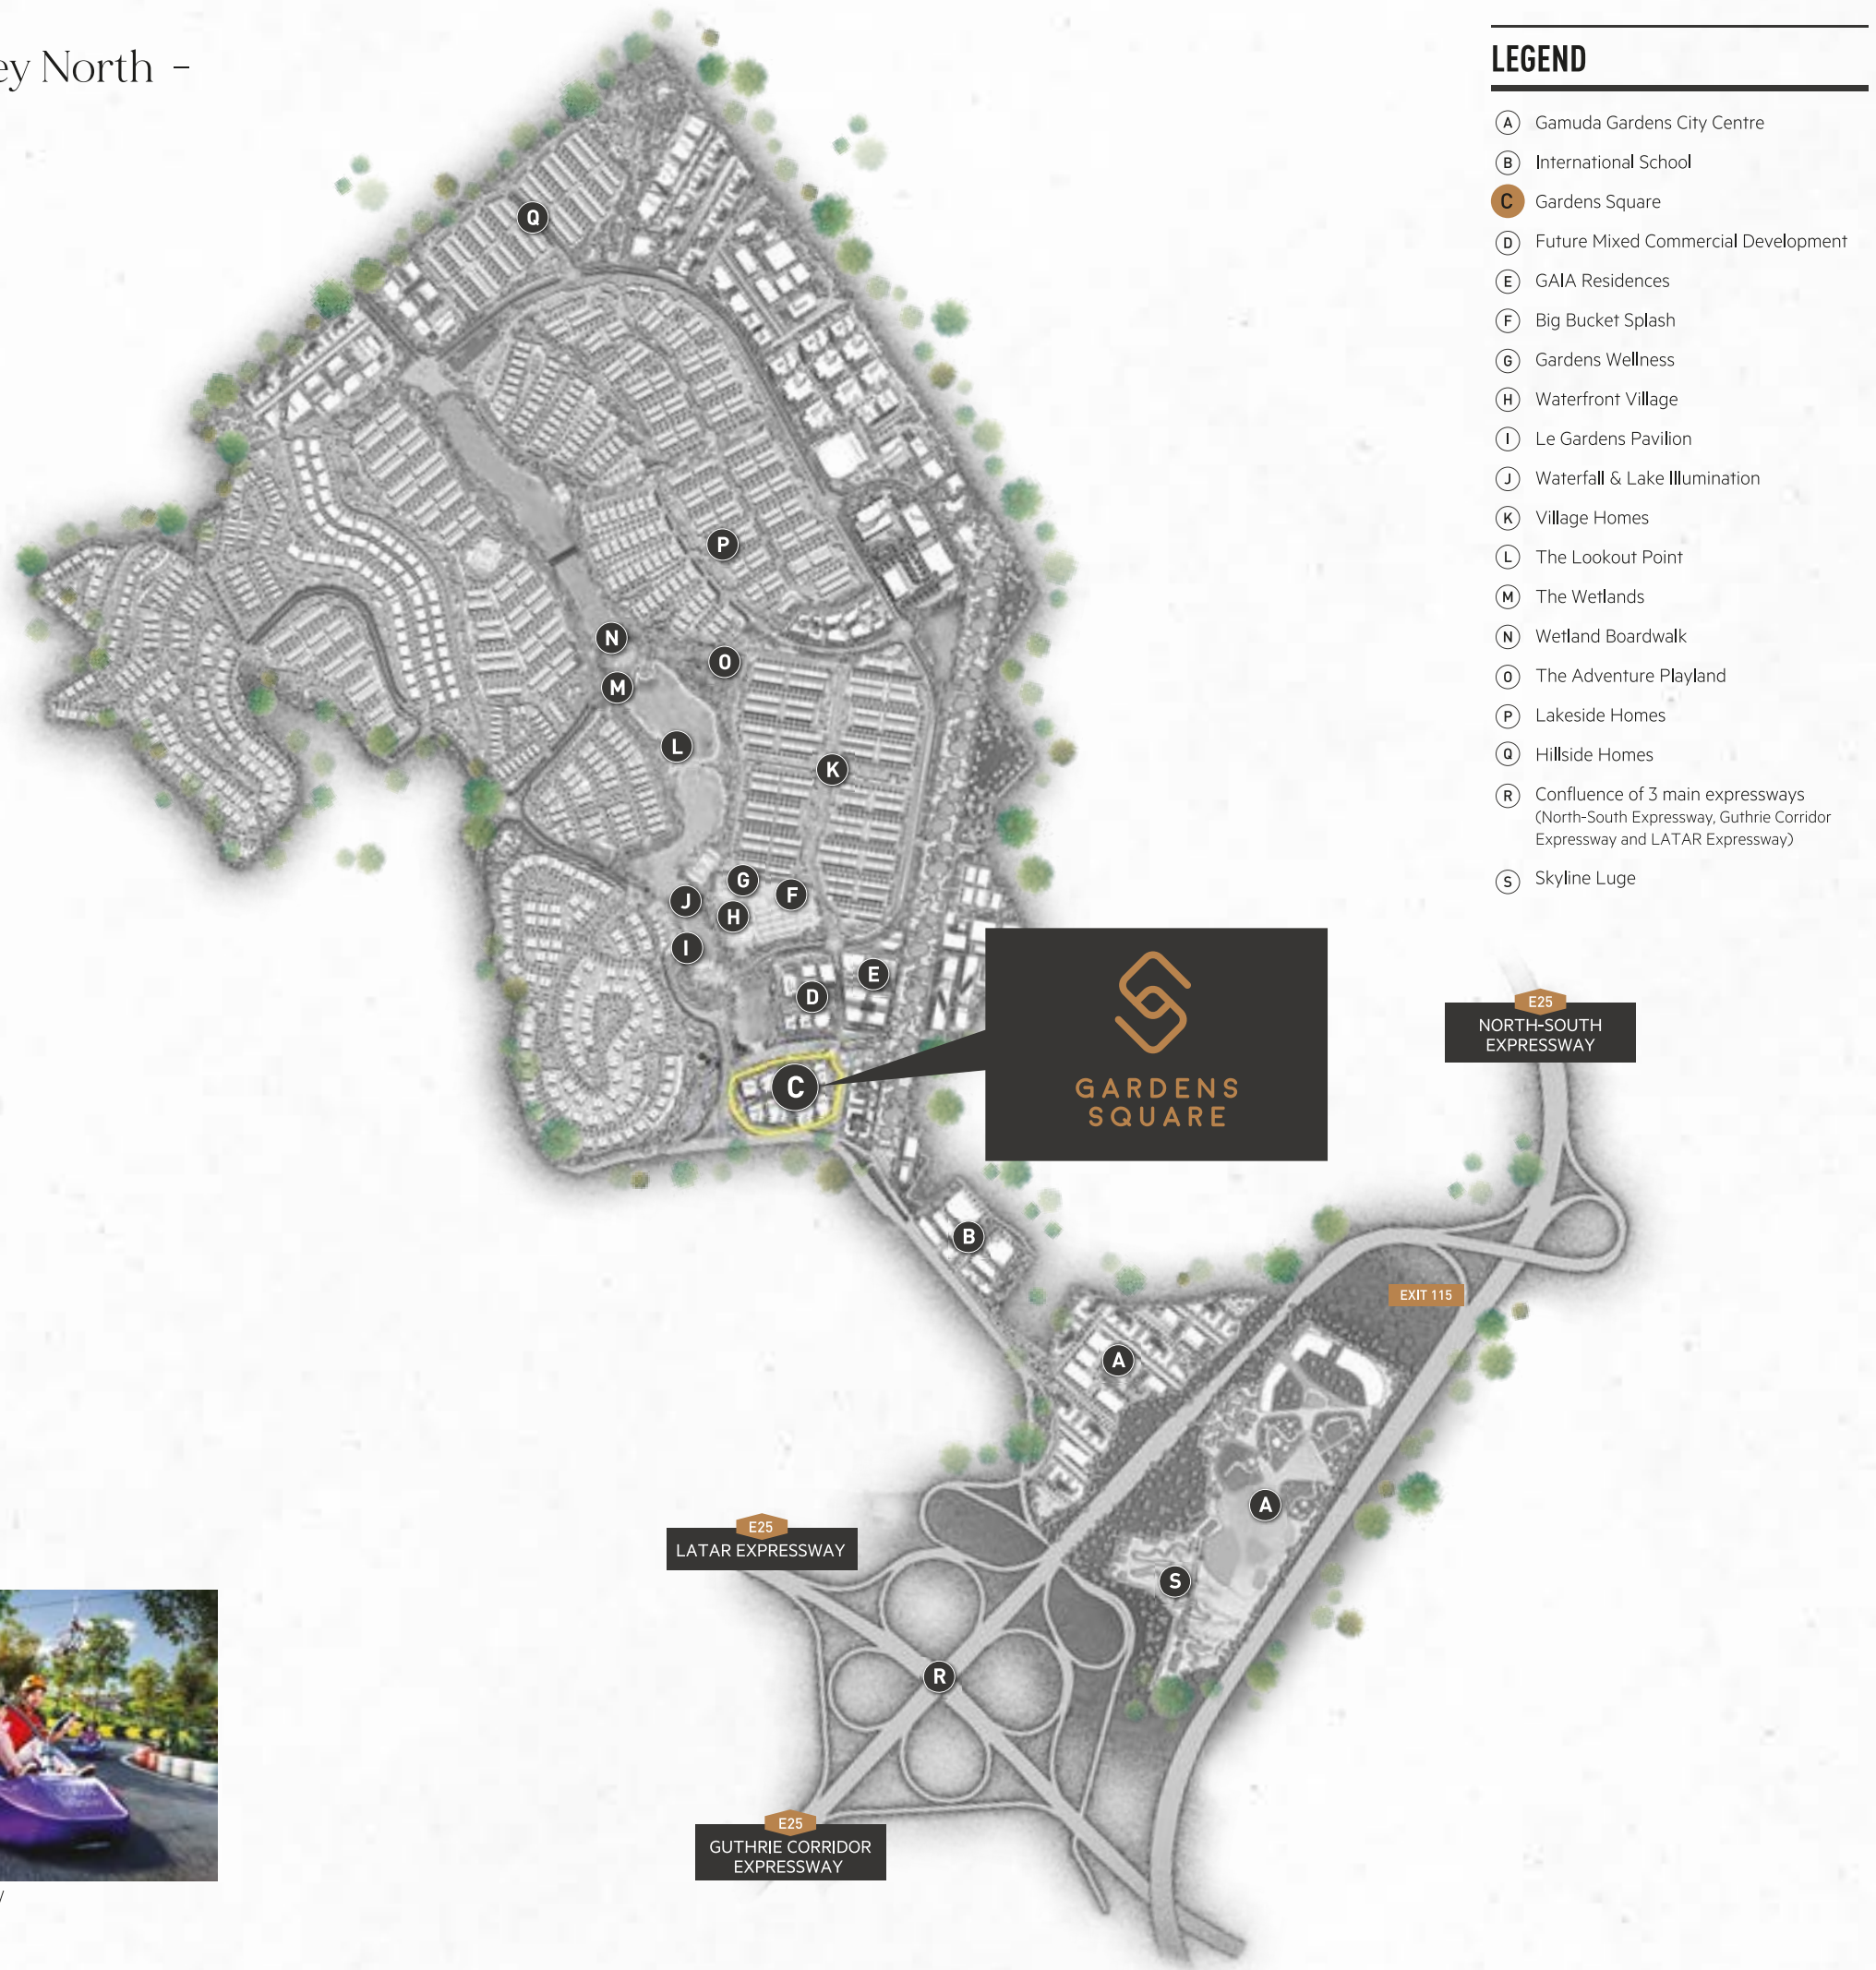 ey North -
LEGEND
A Gamuda Gardens City Centre
B International School
C Gardens Square
D Future Mixed Commercial Development
E GAIA Residences
F Big Bucket Splash
G Gardens Wellness
H Waterfront Village
I Le Gardens Pavilion
J Waterfall & Lake Illumination
K Village Homes
L The Lookout Point
M The Wetlands
N Wetland Boardwalk
O The Adventure Playland
P Lakeside Homes
Q Hillside Homes
R Confluence of 3 main expressways
(North-South Expressway, Guthrie Corridor
Expressway and LATAR Expressway)
S Skyline Luge
Q
P
N
O
M
L
K
G
F
J
H
I
E
D
C
GARDENS
SQUARE
E25
NORTH-SOUTH
EXPRESSWAY
B
EXIT 115
A
A
E25
LATAR EXPRESSWAY
S
R
E25
GUTHRIE CORRIDOR
EXPRESSWAY